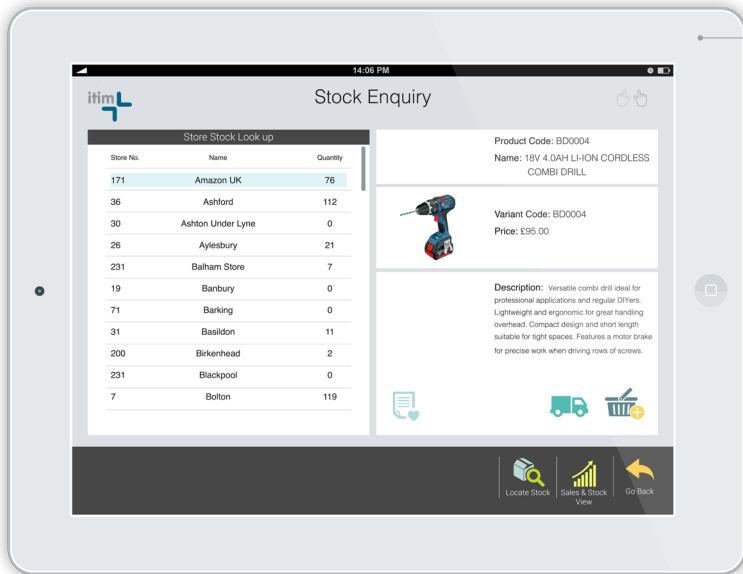 14:06 PM
itim
Stock Enquiry
Store Stock Look up
Store No. Name Quantity
171 Amazon UK 76
36 Ashford 112
30 Ashton Under Lyne 0
26 Aylesbury 21
231 Balham Store 7
19 Banbury 0
71 Barking 0
31 Basildon 11
200 Birkenhead 2
231 Blackpool 0
7 Bolton 119
Product Code: BD0004
Name: 18V 4.0AH LI-ION CORDLESS
COMBI DRILL
Variant Code: BD0004
Price: £95.00
Description: Versatile combi drill ideal for
professional applications and regular DIYers.
Lightweight and ergonomic for great handling
overhead. Compact design and short length
suitable for tight spaces. Features a motor brake
for precise work when driving rows of screws.
Locate Stock
Sales & Stock
View
Go Back